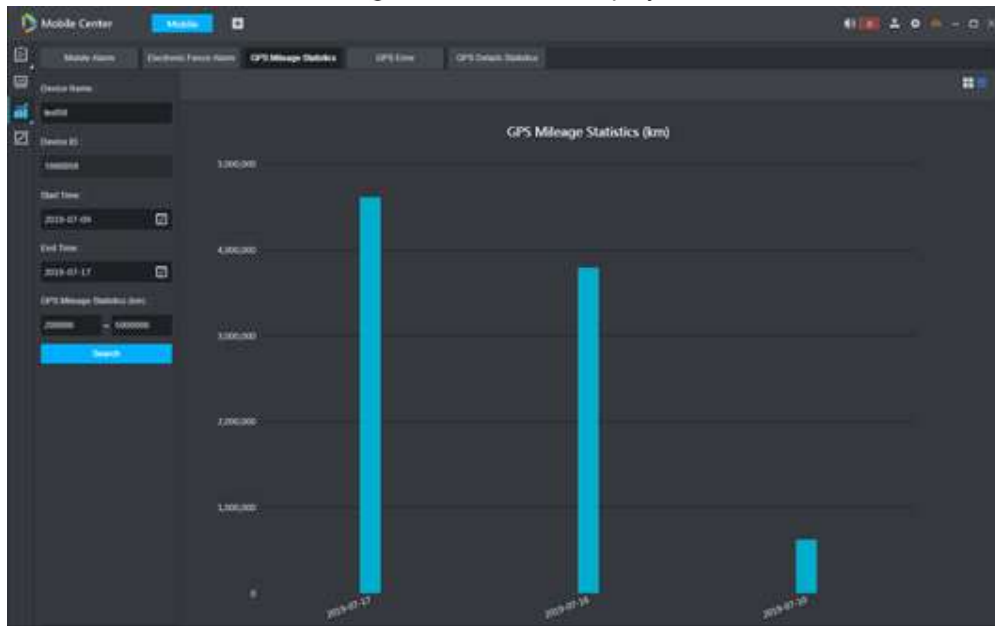 Mobile Center
Mobile
Mobile Alarm
Electronic Fence Alarm
GPS Mileage Statistics
GPS Error
GPS Details Statistics
Device Name:
Device ID:
Start Time:
2019-07-09
End Time:
2019-07-17
GPS Mileage Statistics (km):
200000 ~ 5000000
Search
GPS Mileage Statistics (km)
5,000,000
4,000,000
3,000,000
2,000,000
1,000,000
0
2019-07-17
2019-07-16
2019-07-10